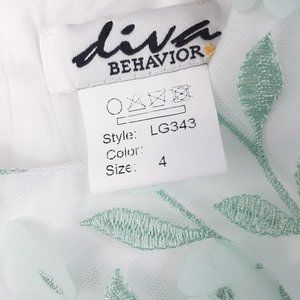 diva
BEHAVIOR
Style: LG343
Color:
Size: 4